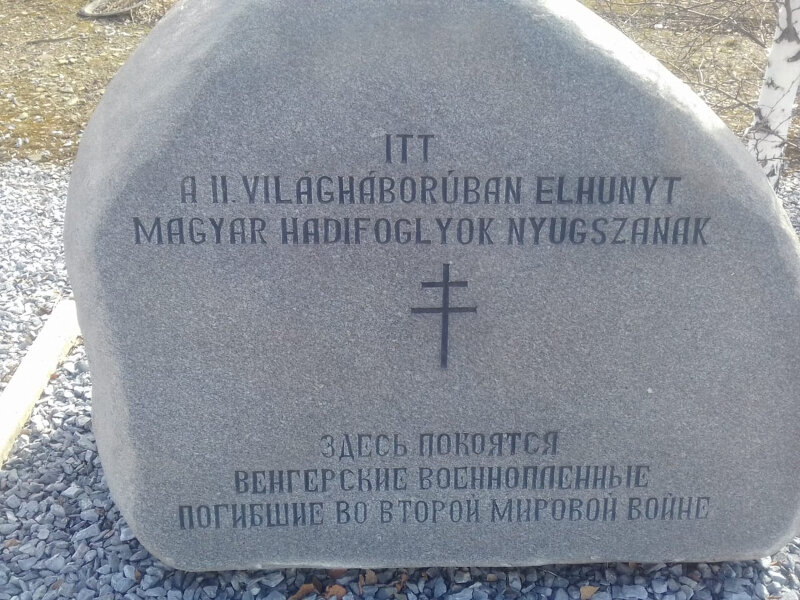 ITT
A II. VILÁGHÁBORÚBAN ELHUNYT
MAGYAR HADIFOGLYOK NYUGSZANAK
ЗДЕСЬ ПОКОЯТСЯ
ВЕНГЕРСКИЕ ВОЕННОПЛЕННЫЕ
ПОГИБШИЕ ВО ВТОРОЙ МИРОВОЙ ВОЙНЕ